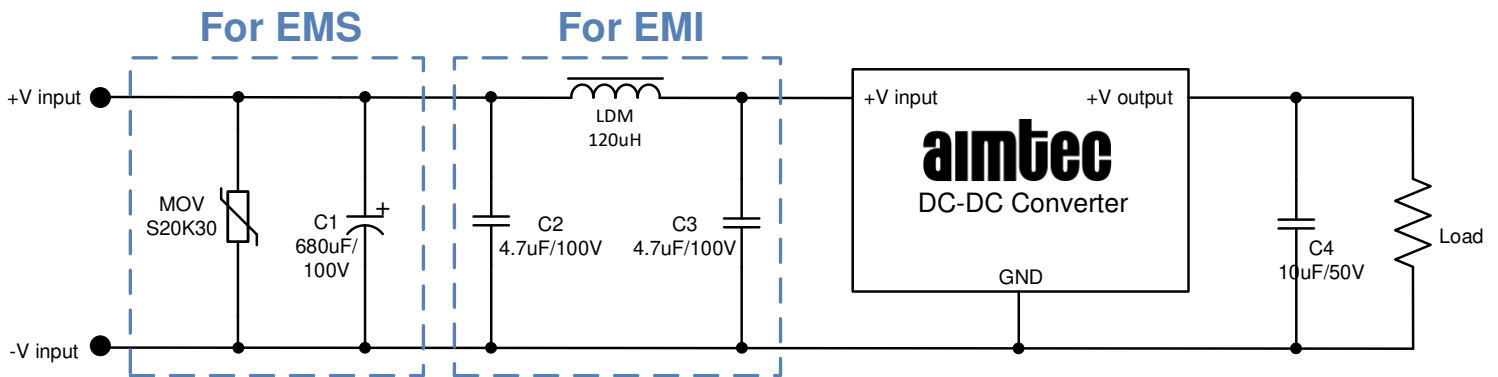 For EMS
For EMI
+V input
MOV
S20K30
C1
+
680uF/
100V
C2
4.7uF/100V
LDM
120uH
C3
4.7uF/100V
+V input
+V output
aimtec
DC-DC Converter
GND
C4
10uF/50V
Load
-V input